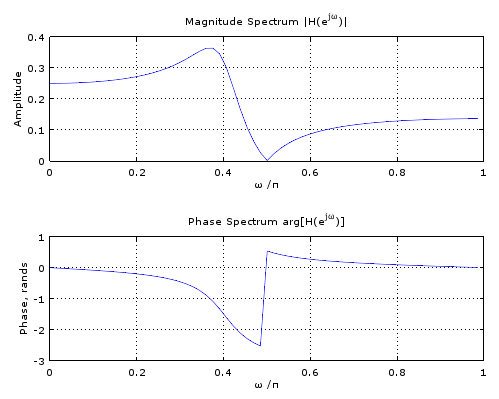 Magnitude Spectrum |H(e^jω)|
0.4
0.3
0.2
0.1
0
Amplitude
0 0.2 0.4 0.6 0.8 1
ω /π
Phase Spectrum arg[H(e^jω)]
1
0
-1
-2
-3
Phase, rands
0 0.2 0.4 0.6 0.8 1
ω /π